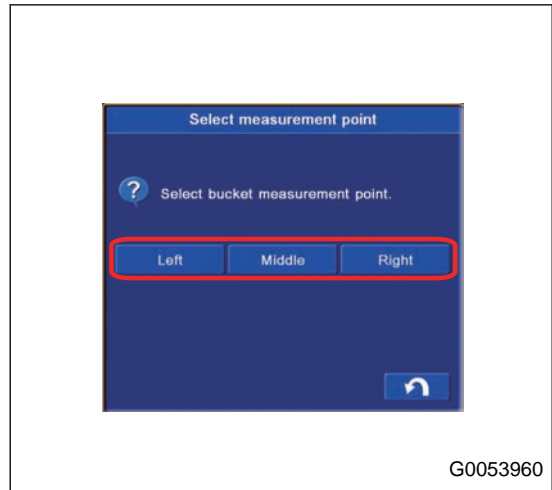 Select measurement point
Select bucket measurement point.
Left Middle Right
G0053960